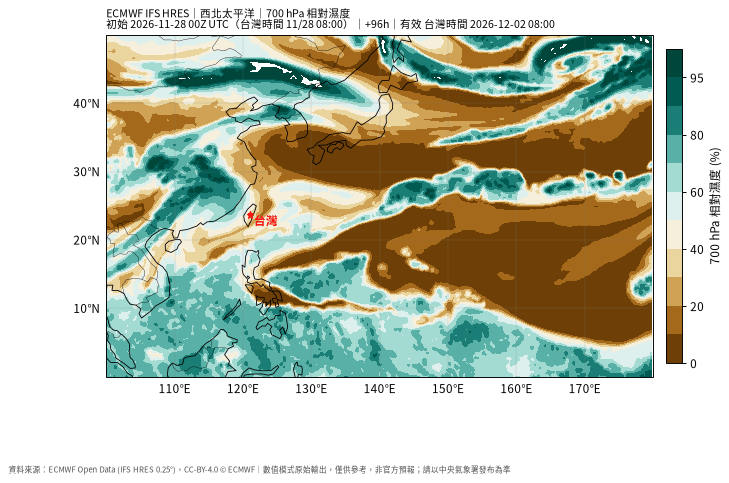 ECMWF IFS HRES｜西北太平洋｜700 hPa 相對濕度
初始 2026-11-28 00Z UTC（台灣時間 11/28 08:00）｜+96h｜有效 台灣時間 2026-12-02 08:00
40°N
30°N
20°N
10°N
110°E 120°E 130°E 140°E 150°E 160°E 170°E
台灣
95
80
60
40
20
0
700 hPa 相對濕度 (%)
資料來源：ECMWF Open Data (IFS HRES 0.25°)，CC-BY-4.0 © ECMWF｜數值模式原始輸出，僅供參考，非官方預報；請以中央氣象署發布為準